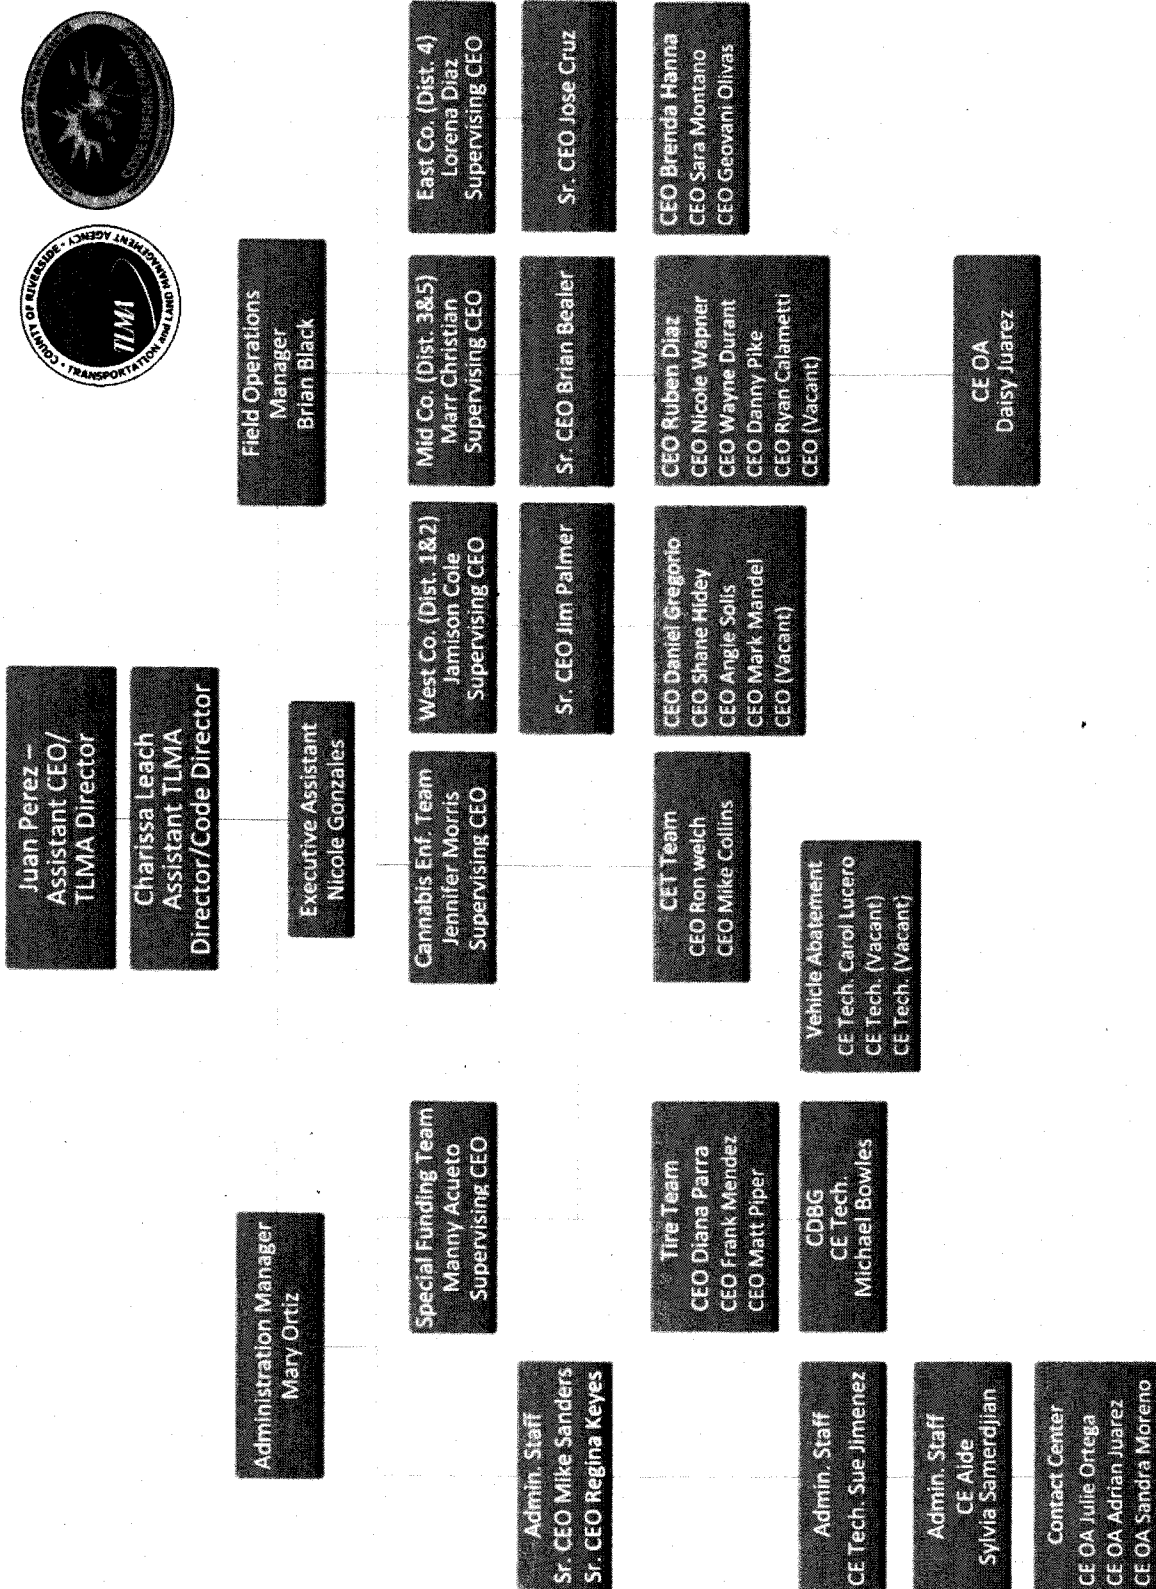 COUNTY OF RIVERSIDE •
TRANSPORTATION and LAND MANAGEMENT AGENCY •
TLMA
CODE ENFORCEMENT
Juan Perez –
Assistant CEO/
TLMA Director
Charissa Leach
Assistant TLMA
Director/Code Director
Executive Assistant
Nicole Gonzales
Administration Manager
Mary Ortiz
Field Operations
Manager
Brian Black
Special Funding Team
Manny Acueto
Supervising CEO
Cannabis Enf. Team
Jennifer Morris
Supervising CEO
West Co. (Dist. 1&2)
Jamison Cole
Supervising CEO
Mid Co. (Dist. 3&5)
Marr Christian
Supervising CEO
East Co. (Dist. 4)
Lorena Diaz
Supervising CEO
Admin. Staff
Sr. CEO Mike Sanders
Sr. CEO Regina Keyes
Sr. CEO Jim Palmer
Sr. CEO Brian Bealer
Sr. CEO Jose Cruz
Tire Team
CEO Diana Parra
CEO Frank Mendez
CEO Matt Piper
CET Team
CEO Ron welch
CEO Mike Collins
CEO Daniel Gregorio
CEO Shane Hidey
CEO Angie Solis
CEO Mark Mandel
CEO (Vacant)
CEO Ruben Diaz
CEO Nicole Wapner
CEO Wayne Durant
CEO Danny Pike
CEO Ryan Calametti
CEO (Vacant)
CEO Brenda Hanna
CEO Sara Montano
CEO Geovani Olivas
Admin. Staff
CE Tech. Sue Jimenez
CDBG
CE Tech.
Michael Bowles
Vehicle Abatement
CE Tech. Carol Lucero
CE Tech. (Vacant)
CE Tech. (Vacant)
Admin. Staff
CE Aide
Sylvia Samerdjian
CE OA
Daisy Juarez
Contact Center
CE OA Julie Ortega
CE OA Adrian Juarez
CE OA Sandra Moreno